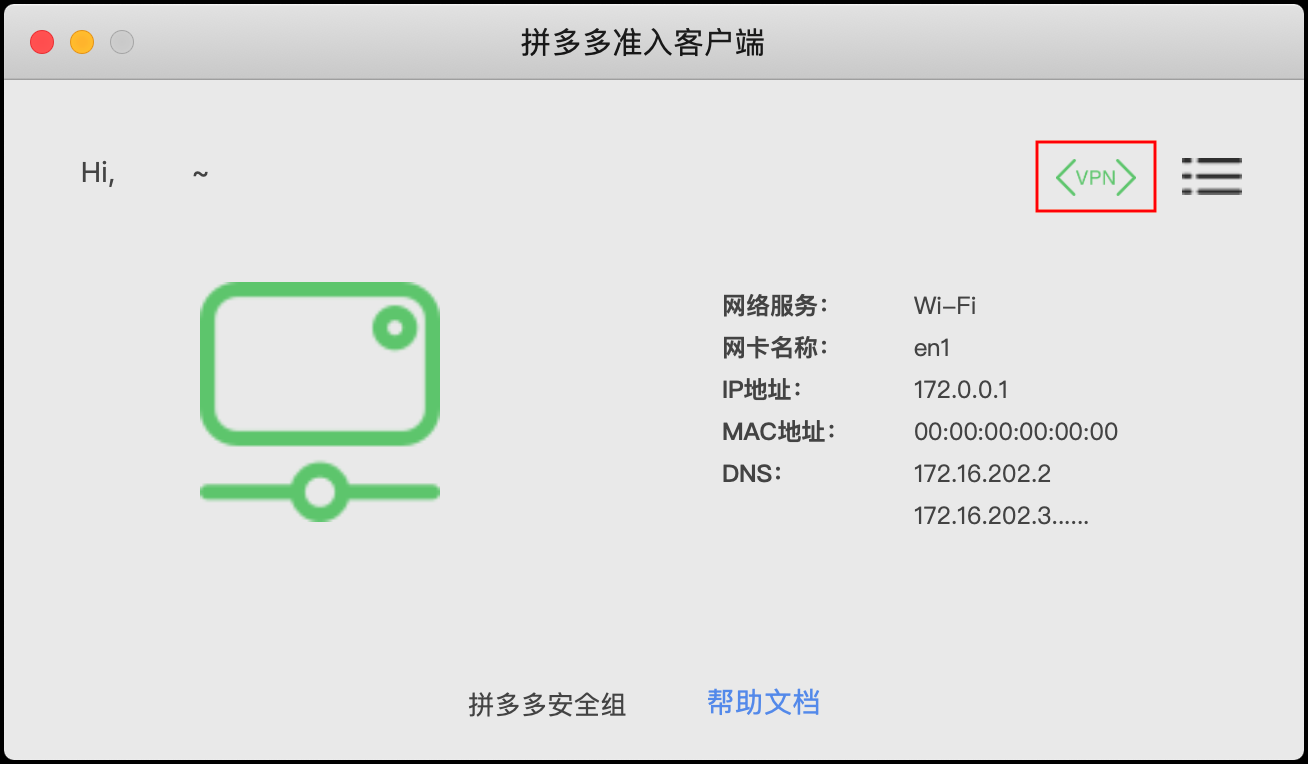 拼多多准入客户端
Hi, ~
<VPN>
网络服务： Wi-Fi
网卡名称： en1
IP地址： 172.0.0.1
MAC地址： 00:00:00:00:00:00
DNS： 172.16.202.2
172.16.202.3......
拼多多安全组 帮助文档